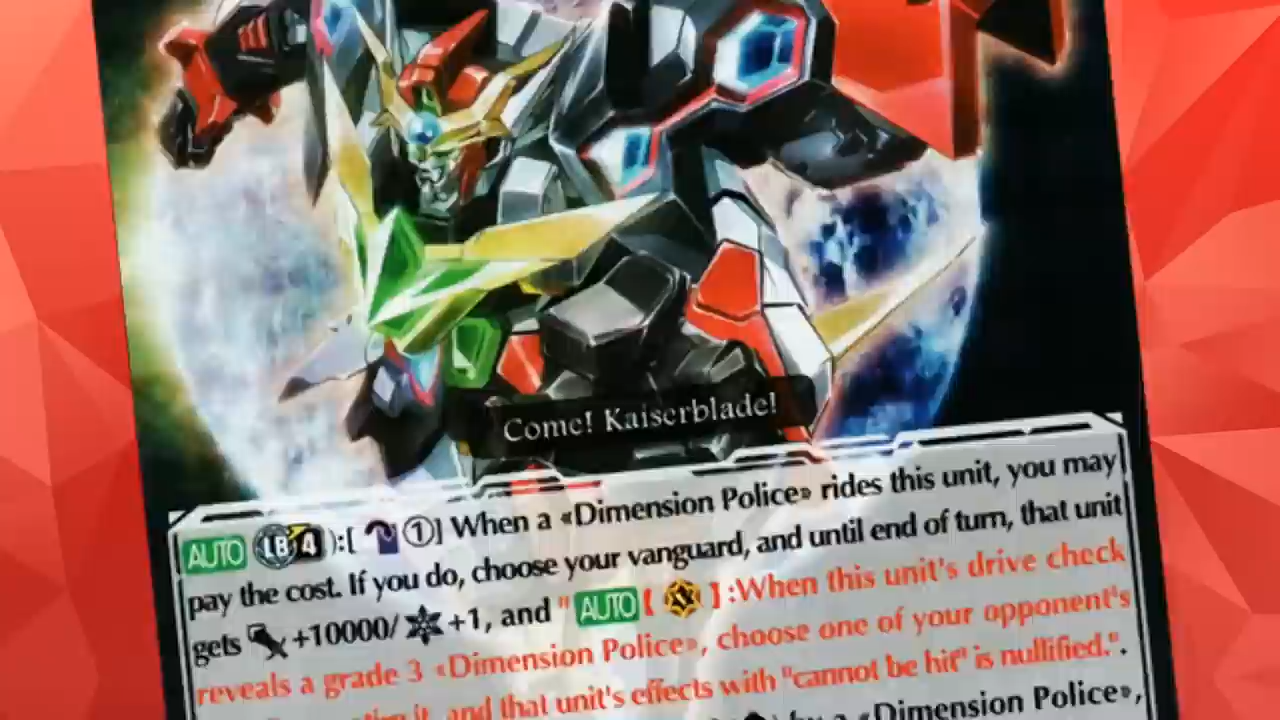 Come! Kaiserblade!
AUTO LB4):[ ①] When a «Dimension Police» rides this unit, you may
pay the cost. If you do, choose your vanguard, and until end of turn, that unit
gets +10000/ +1, and "AUTO【 】:When this unit's drive check
reveals a grade 3 «Dimension Police», choose one of your opponent's
it, and that unit's effects with "cannot be hit" is nullified.".
by a «Dimension Police»,